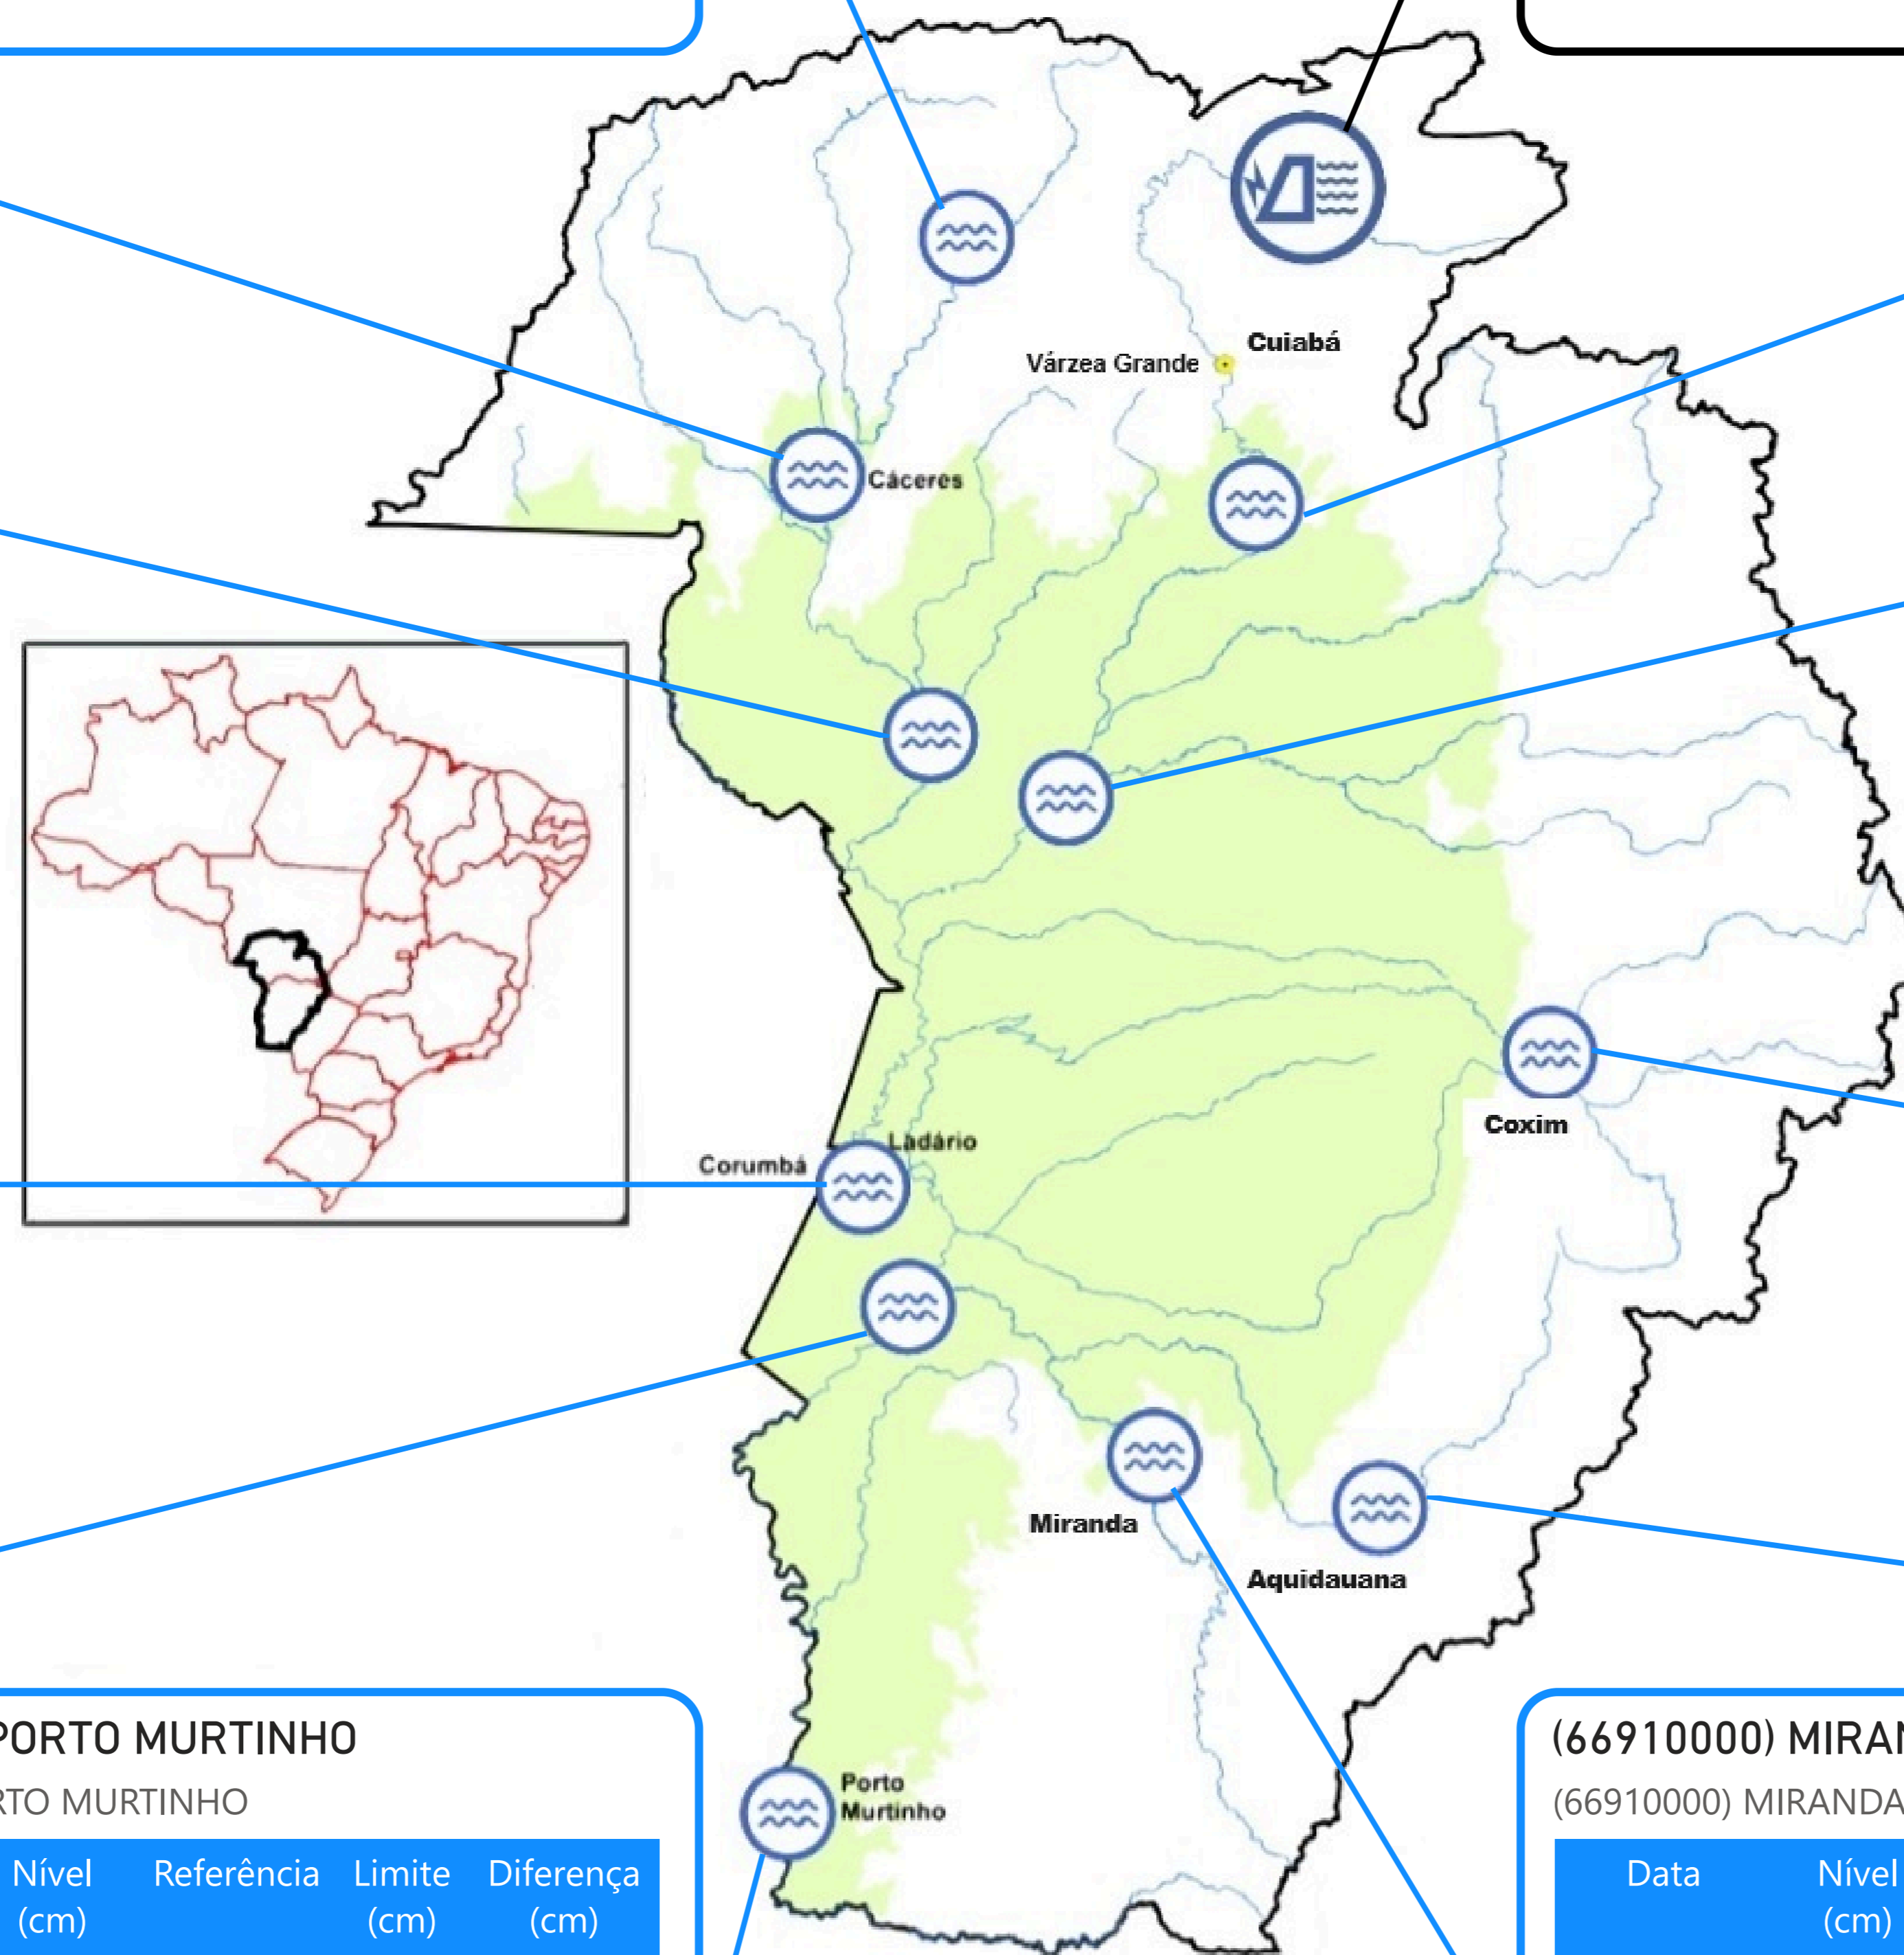 Cuiabá
Várzea Grande
Cáceres
Coxim
Ladário
Corumbá
Miranda
Aquidauana
PORTO MURTINHO
RTO MURTINHO
Nível Referência Limite Diferença
(cm) (cm) (cm)
Porto
Murtinho
(66910000) MIRAN
(66910000) MIRANDA
Data Nível
(cm)